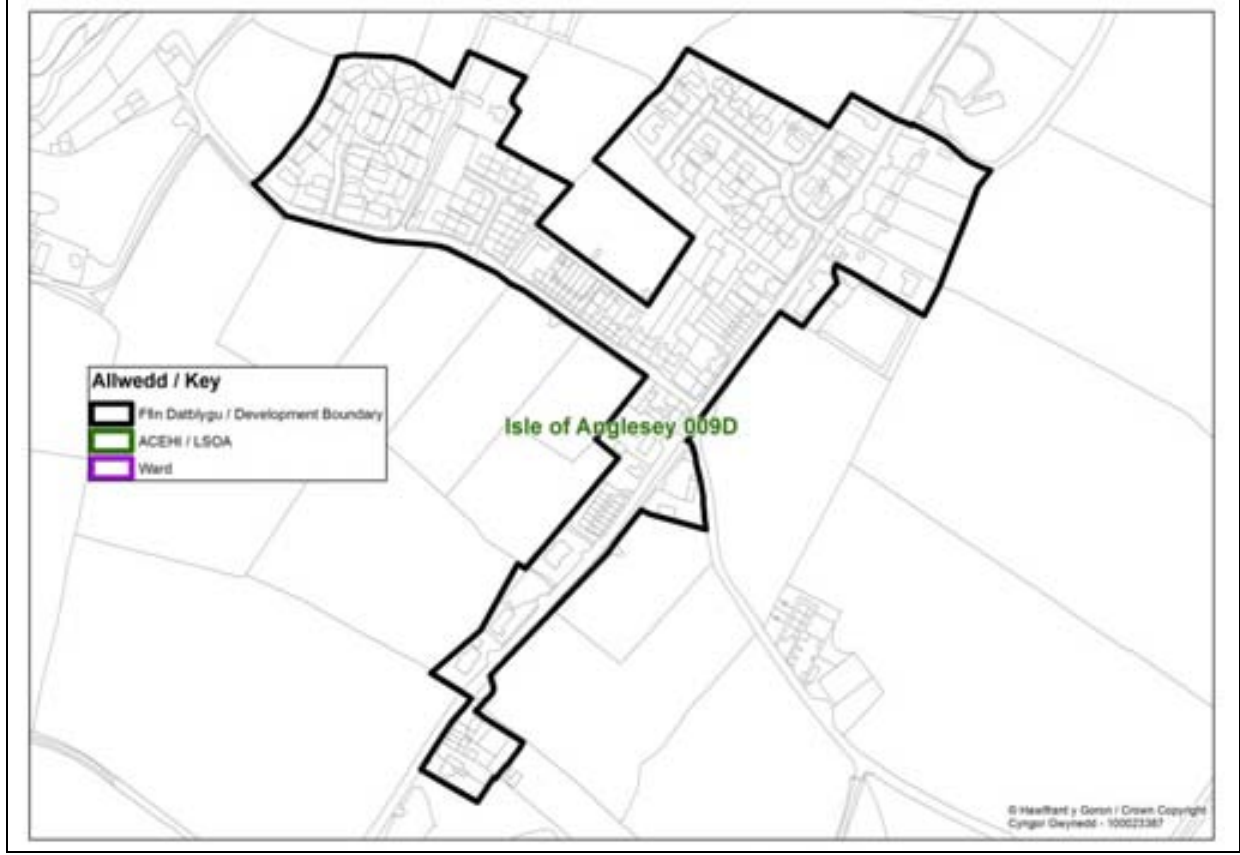 Allwedd / Key
Ffin Datblygu / Development Boundary
ACEHI / LSOA
Ward
Isle of Anglesey 009D
© Hawlfraint y Goron / Crown Copyright
Cyngor Gwynedd - 100023387